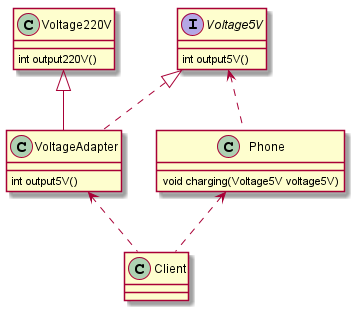 C Voltage220V
int output220V()
I Voltage5V
int output5V()
C VoltageAdapter
int output5V()
C Phone
void charging(Voltage5V voltage5V)
C Client